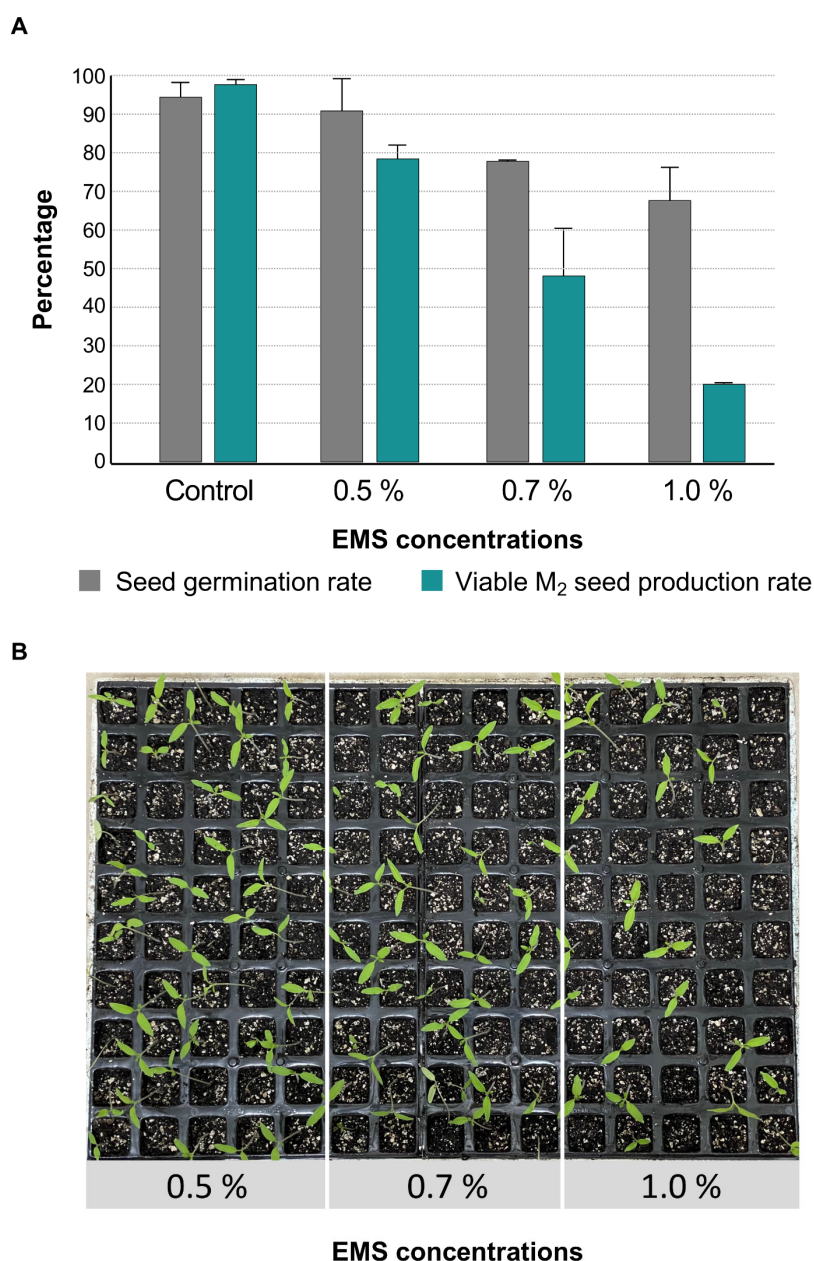 A
100
90
80
70
60
50
40
30
20
10
0
Percentage
Control 0.5 % 0.7 % 1.0 %
EMS concentrations
Seed germination rate Viable M₂ seed production rate
B
0.5 % 0.7 % 1.0 %
EMS concentrations